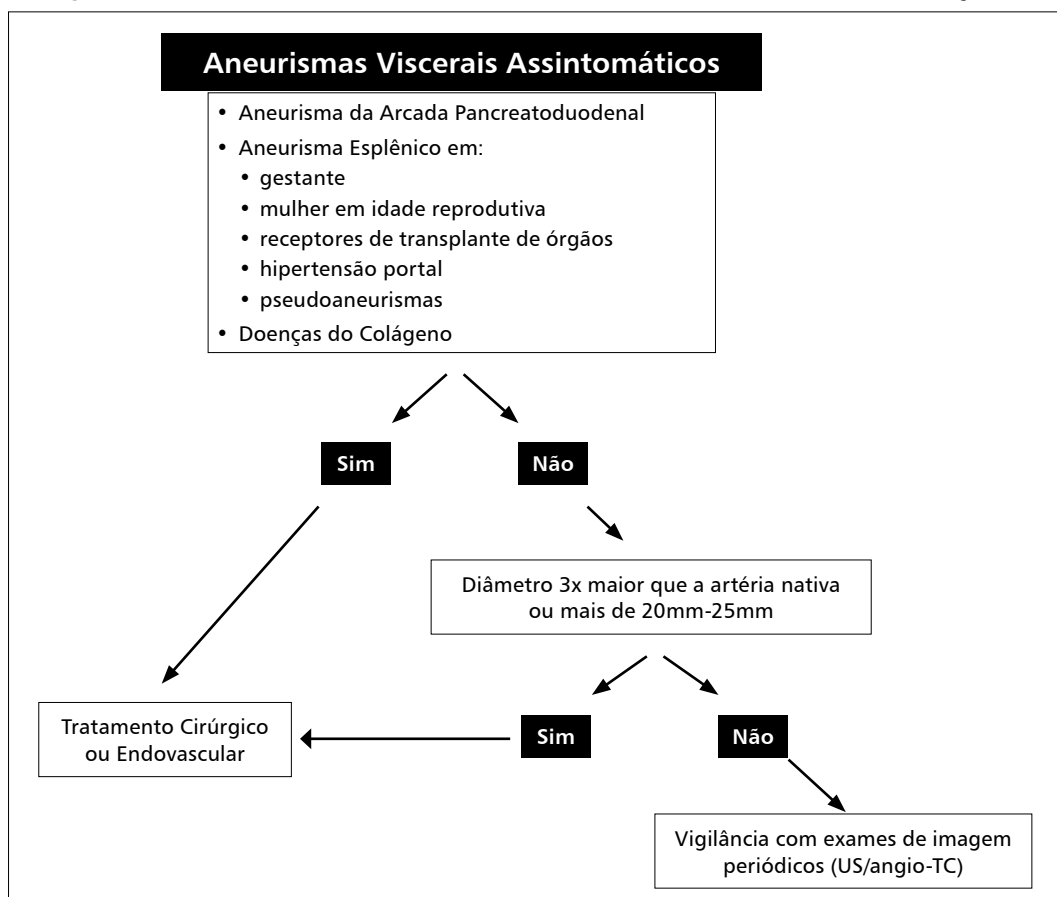 Aneurismas Viscerais Assintomáticos
• Aneurisma da Arcada Pancreatoduodenal
• Aneurisma Esplênico em:
• gestante
• mulher em idade reprodutiva
• receptores de transplante de órgãos
• hipertensão portal
• pseudoaneurismas
• Doenças do Colágeno
Sim
Não
Diâmetro 3x maior que a artéria nativa
ou mais de 20mm-25mm
Tratamento Cirúrgico
ou Endovascular
Sim
Não
Vigilância com exames de imagem
periódicos (US/angio-TC)